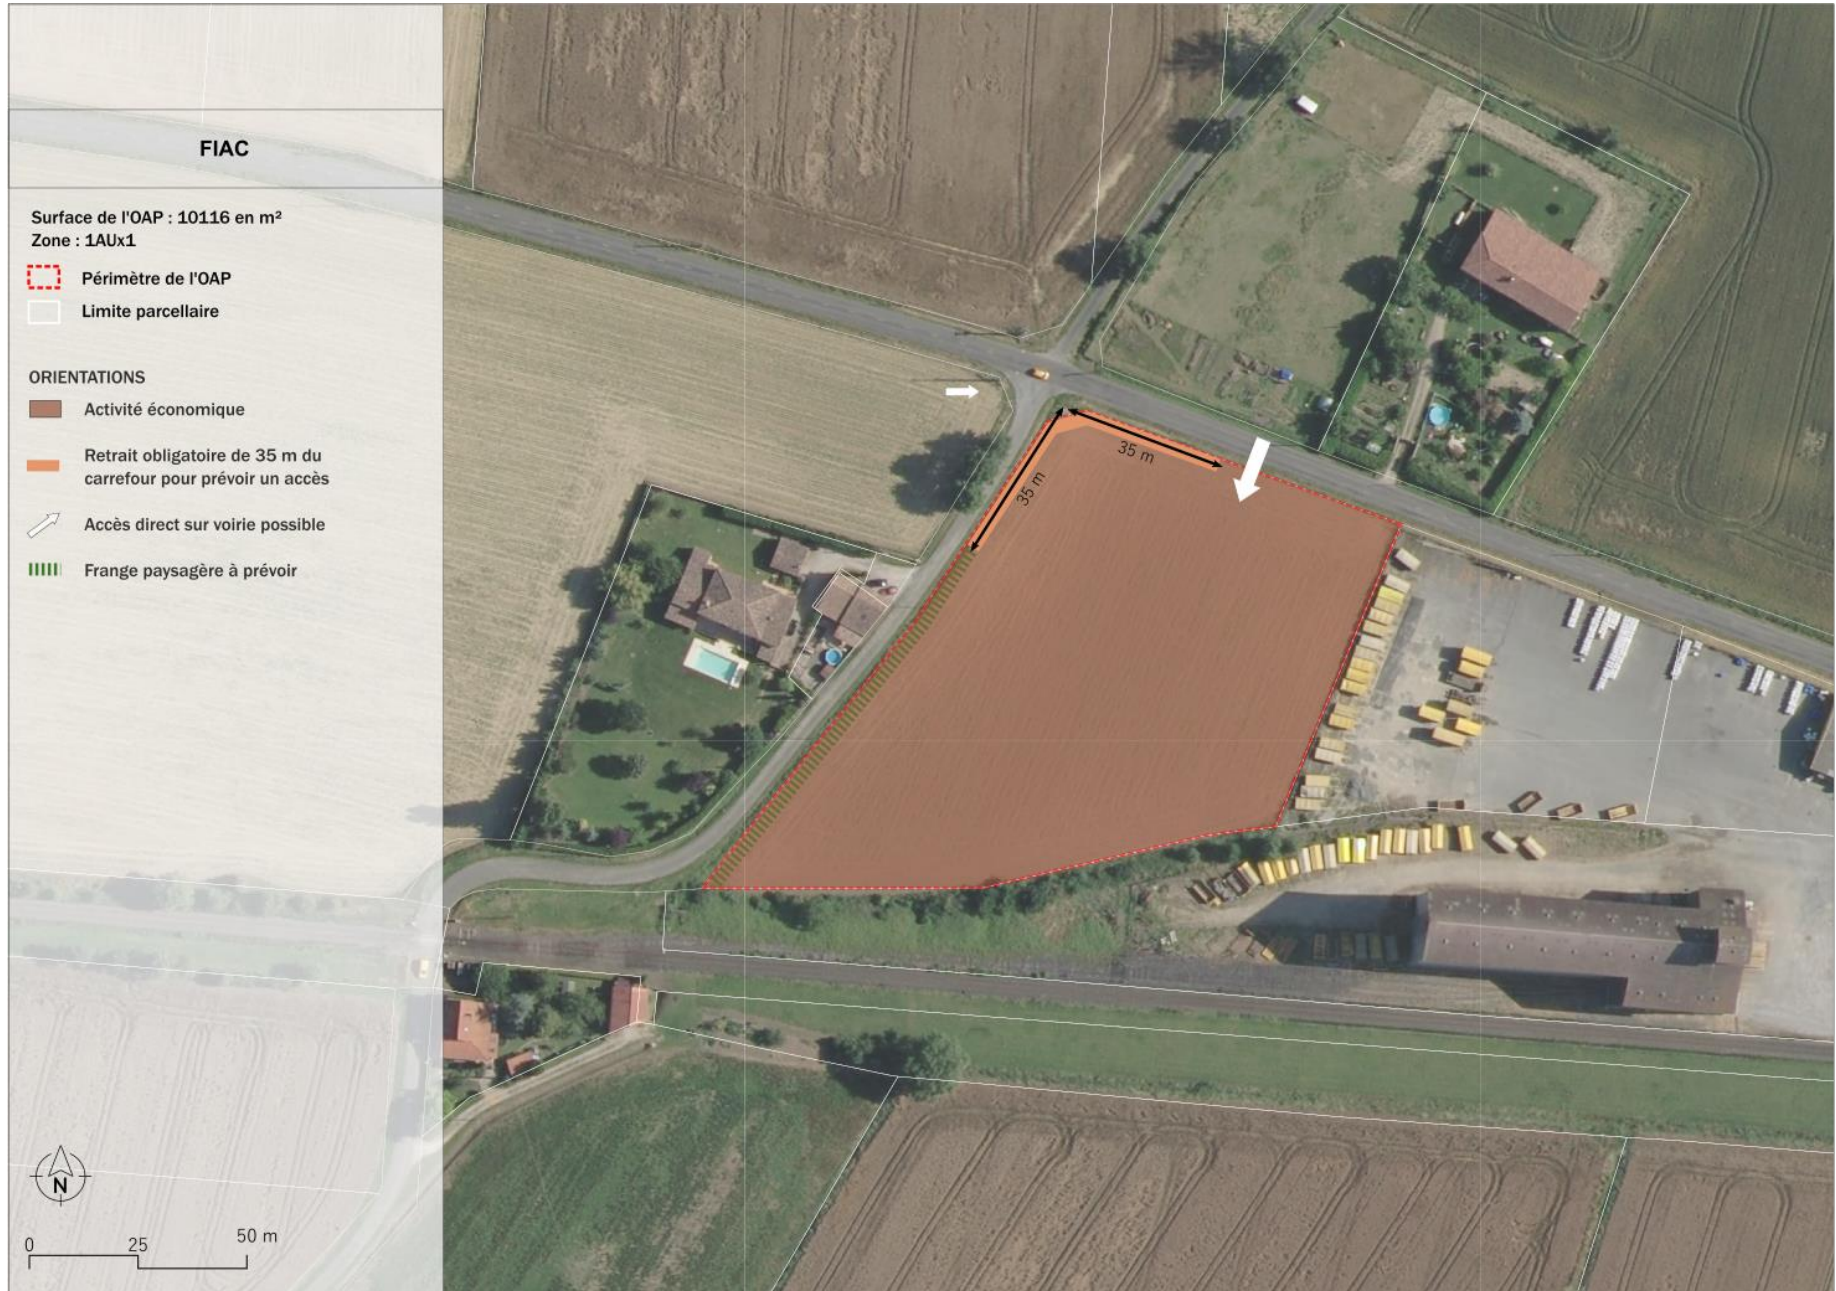 FIAC
Surface de l'OAP : 10116 en m²
Zone : 1AUx1
Périmètre de l'OAP
Limite parcellaire
ORIENTATIONS
Activité économique
Retrait obligatoire de 35 m du
carrefour pour prévoir un accès
Accès direct sur voirie possible
Frange paysagère à prévoir
35 m
35 m
N
0 25 50 m